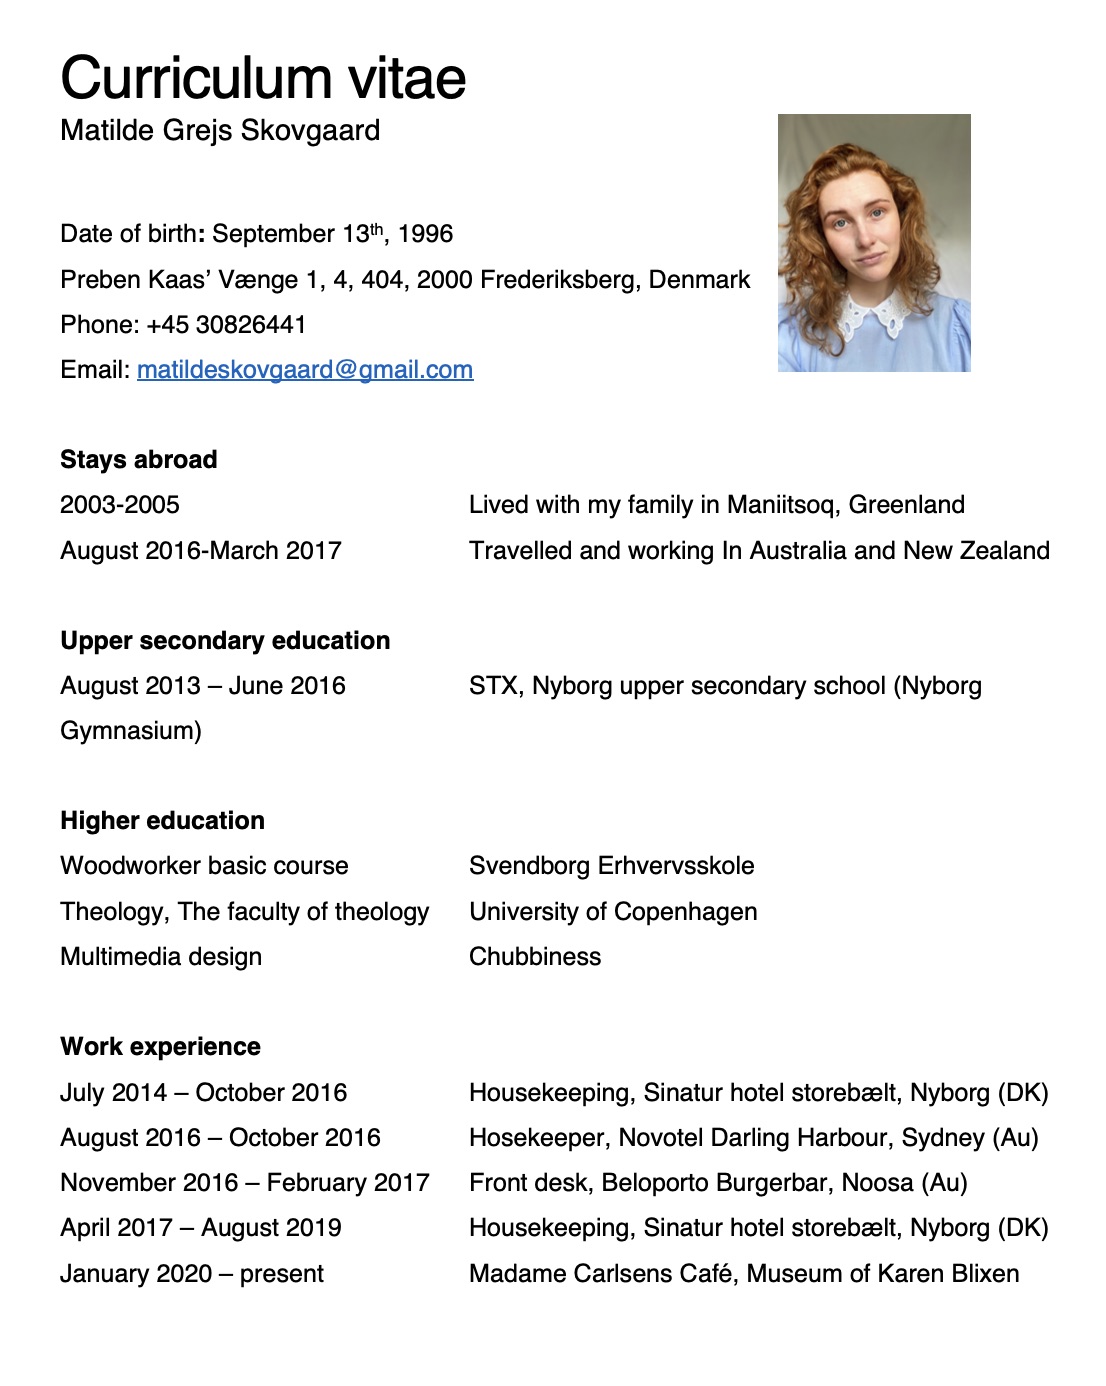 Curriculum vitae
Matilde Grejs Skovgaard
Date of birth: September 13th, 1996
Preben Kaas’ Vænge 1, 4, 404, 2000 Frederiksberg, Denmark
Phone: +45 30826441
Email: matildeskovgaard@gmail.com
Stays abroad
2003-2005 Lived with my family in Maniitsoq, Greenland
August 2016-March 2017 Travelled and working In Australia and New Zealand
Upper secondary education
August 2013 – June 2016 STX, Nyborg upper secondary school (Nyborg
Gymnasium)
Higher education
Woodworker basic course Svendborg Erhvervsskole
Theology, The faculty of theology University of Copenhagen
Multimedia design Chubbiness
Work experience
July 2014 – October 2016 Housekeeping, Sinatur hotel storebælt, Nyborg (DK)
August 2016 – October 2016 Hosekeeper, Novotel Darling Harbour, Sydney (Au)
November 2016 – February 2017 Front desk, Beloporto Burgerbar, Noosa (Au)
April 2017 – August 2019 Housekeeping, Sinatur hotel storebælt, Nyborg (DK)
January 2020 – present Madame Carlsens Café, Museum of Karen Blixen